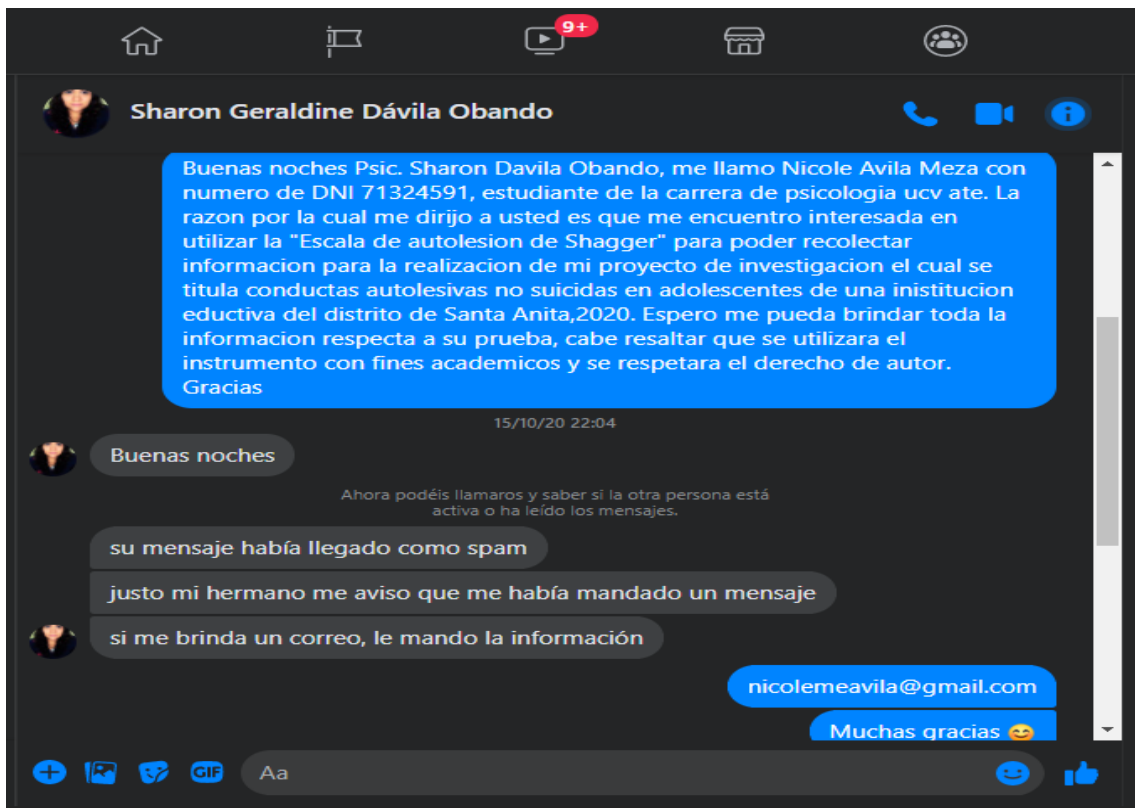 9+
Sharon Geraldine Dávila Obando
Buenas noches Psic. Sharon Davila Obando, me llamo Nicole Avila Meza con
numero de DNI 71324591, estudiante de la carrera de psicologia ucv ate. La
razon por la cual me dirijo a usted es que me encuentro interesada en
utilizar la "Escala de autolesion de Shagger" para poder recolectar
informacion para la realizacion de mi proyecto de investigacion el cual se
titula conductas autolesivas no suicidas en adolescentes de una inistitucion
eductiva del distrito de Santa Anita,2020. Espero me pueda brindar toda la
informacion respecta a su prueba, cabe resaltar que se utilizara el
instrumento con fines academicos y se respetara el derecho de autor.
Gracias
15/10/20 22:04
Buenas noches
Ahora podéis llamaros y saber si la otra persona está
activa o ha leído los mensajes.
su mensaje había llegado como spam
justo mi hermano me aviso que me había mandado un mensaje
si me brinda un correo, le mando la información
nicolemeavila@gmail.com
Muchas gracias 😊
GIF
Aa